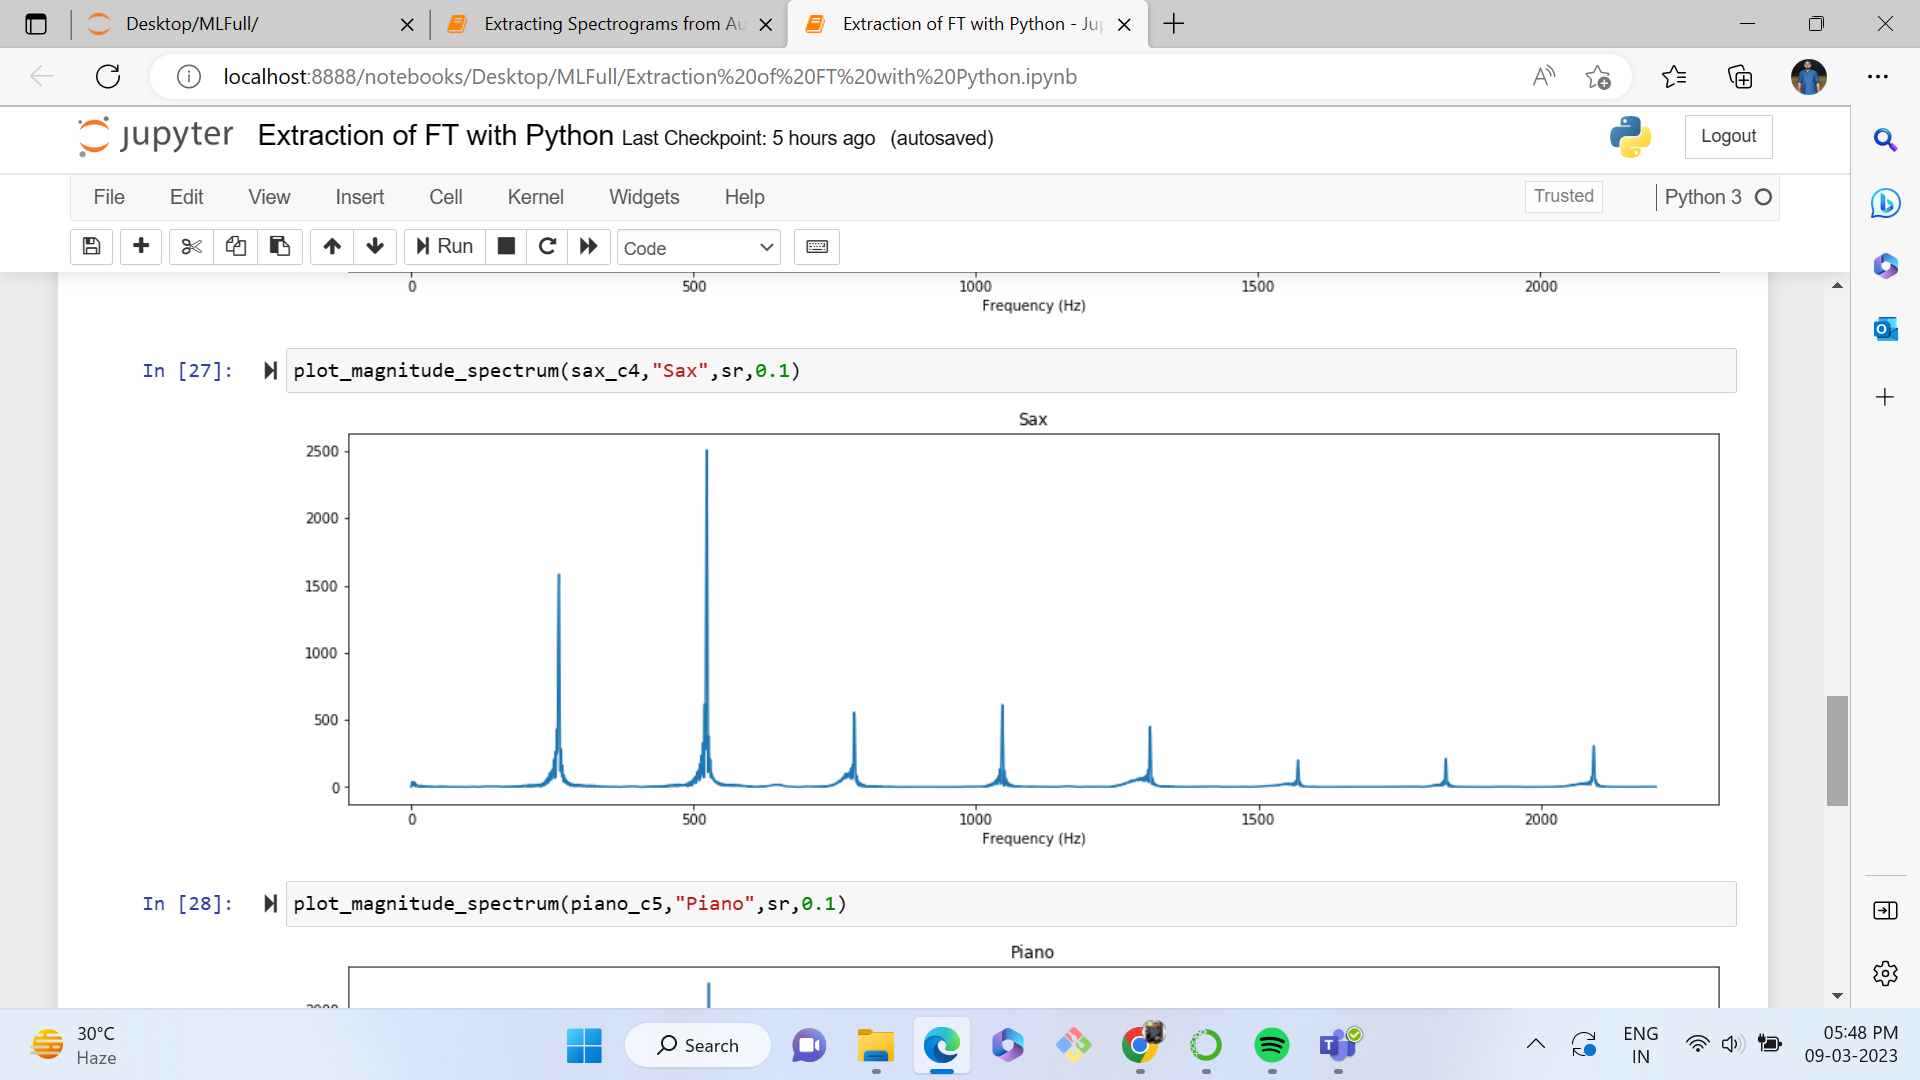 Desktop/MLFull/
Extracting Spectrograms from Au
Extraction of FT with Python - Ju
localhost:8888/notebooks/Desktop/MLFull/Extraction%20of%20FT%20with%20Python.ipynb
jupyter Extraction of FT with Python Last Checkpoint: 5 hours ago (autosaved)
Logout
File Edit View Insert Cell Kernel Widgets Help
Trusted
Python 3
Run
Code
0 500 1000 1500 2000
Frequency (Hz)
In [27]: plot_magnitude_spectrum(sax_c4,"Sax",sr,0.1)
Sax
2500
2000
1500
1000
500
0
0 500 1000 1500 2000
Frequency (Hz)
In [28]: plot_magnitude_spectrum(piano_c5,"Piano",sr,0.1)
Piano
30°C
Haze
Search
ENG
IN
05:48 PM
09-03-2023